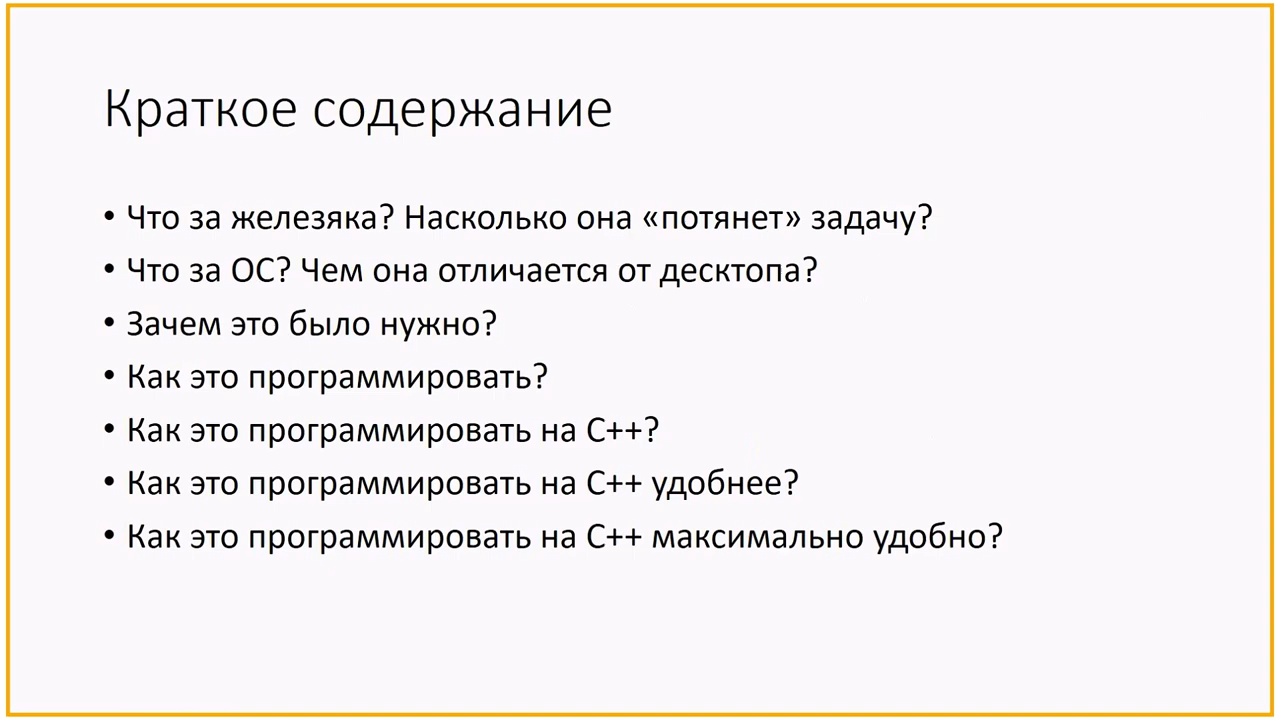 Краткое содержание
• Что за железяка? Насколько она «потянет» задачу?
• Что за ОС? Чем она отличается от десктопа?
• Зачем это было нужно?
• Как это программировать?
• Как это программировать на C++?
• Как это программировать на C++ удобнее?
• Как это программировать на C++ максимально удобно?